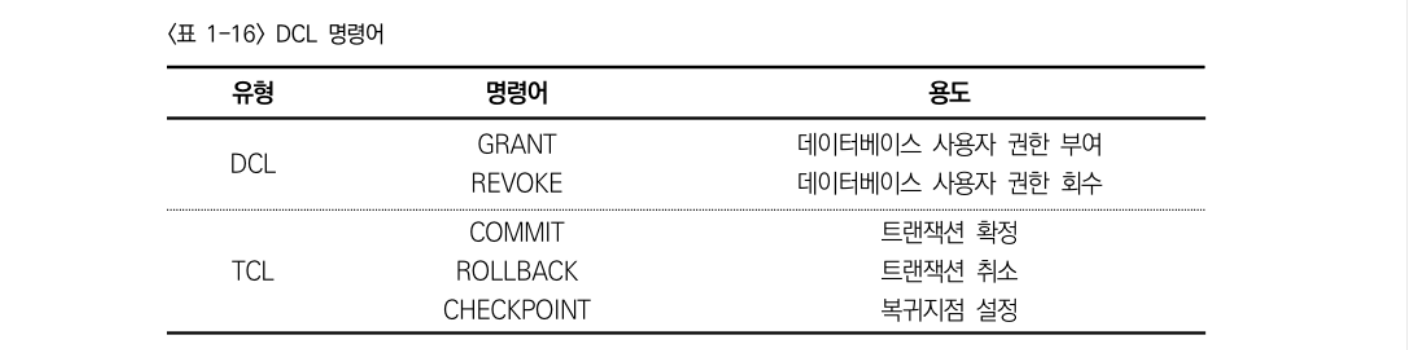 〈표 1-16〉 DCL 명령어
유형 명령어 용도
DCL
GRANT 데이터베이스 사용자 권한 부여
REVOKE 데이터베이스 사용자 권한 회수
TCL
COMMIT 트랜잭션 확정
ROLLBACK 트랜잭션 취소
CHECKPOINT 복귀지점 설정